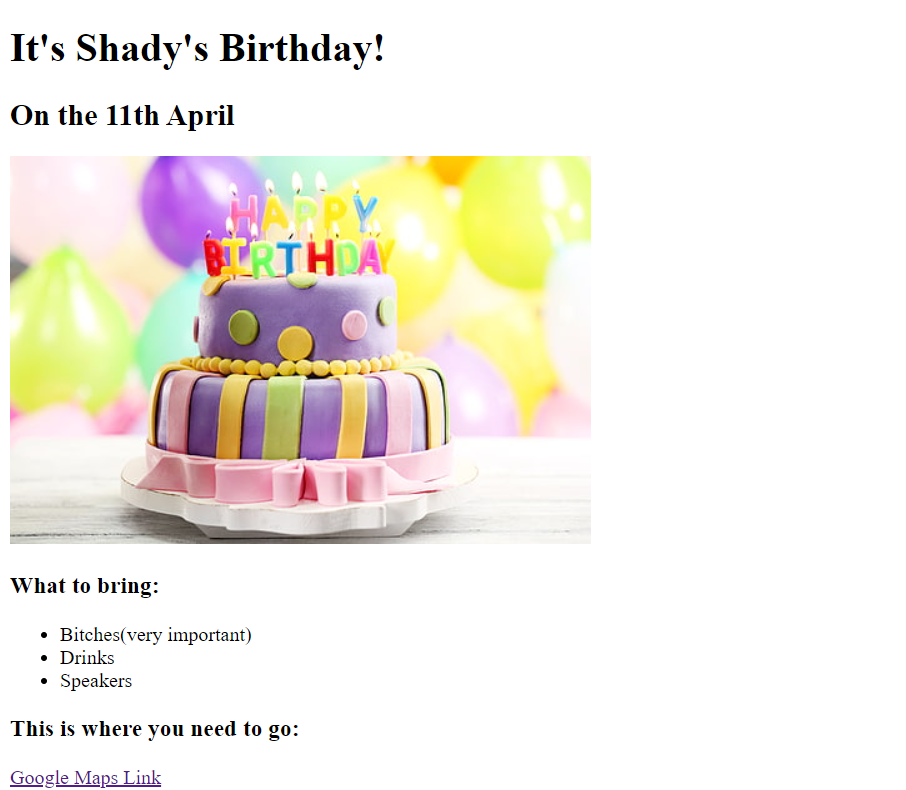 It's Shady's Birthday!
On the 11th April
HAPPY
BIRTHDAY
What to bring:
Bitches(very important)
Drinks
Speakers
This is where you need to go:
Google Maps Link